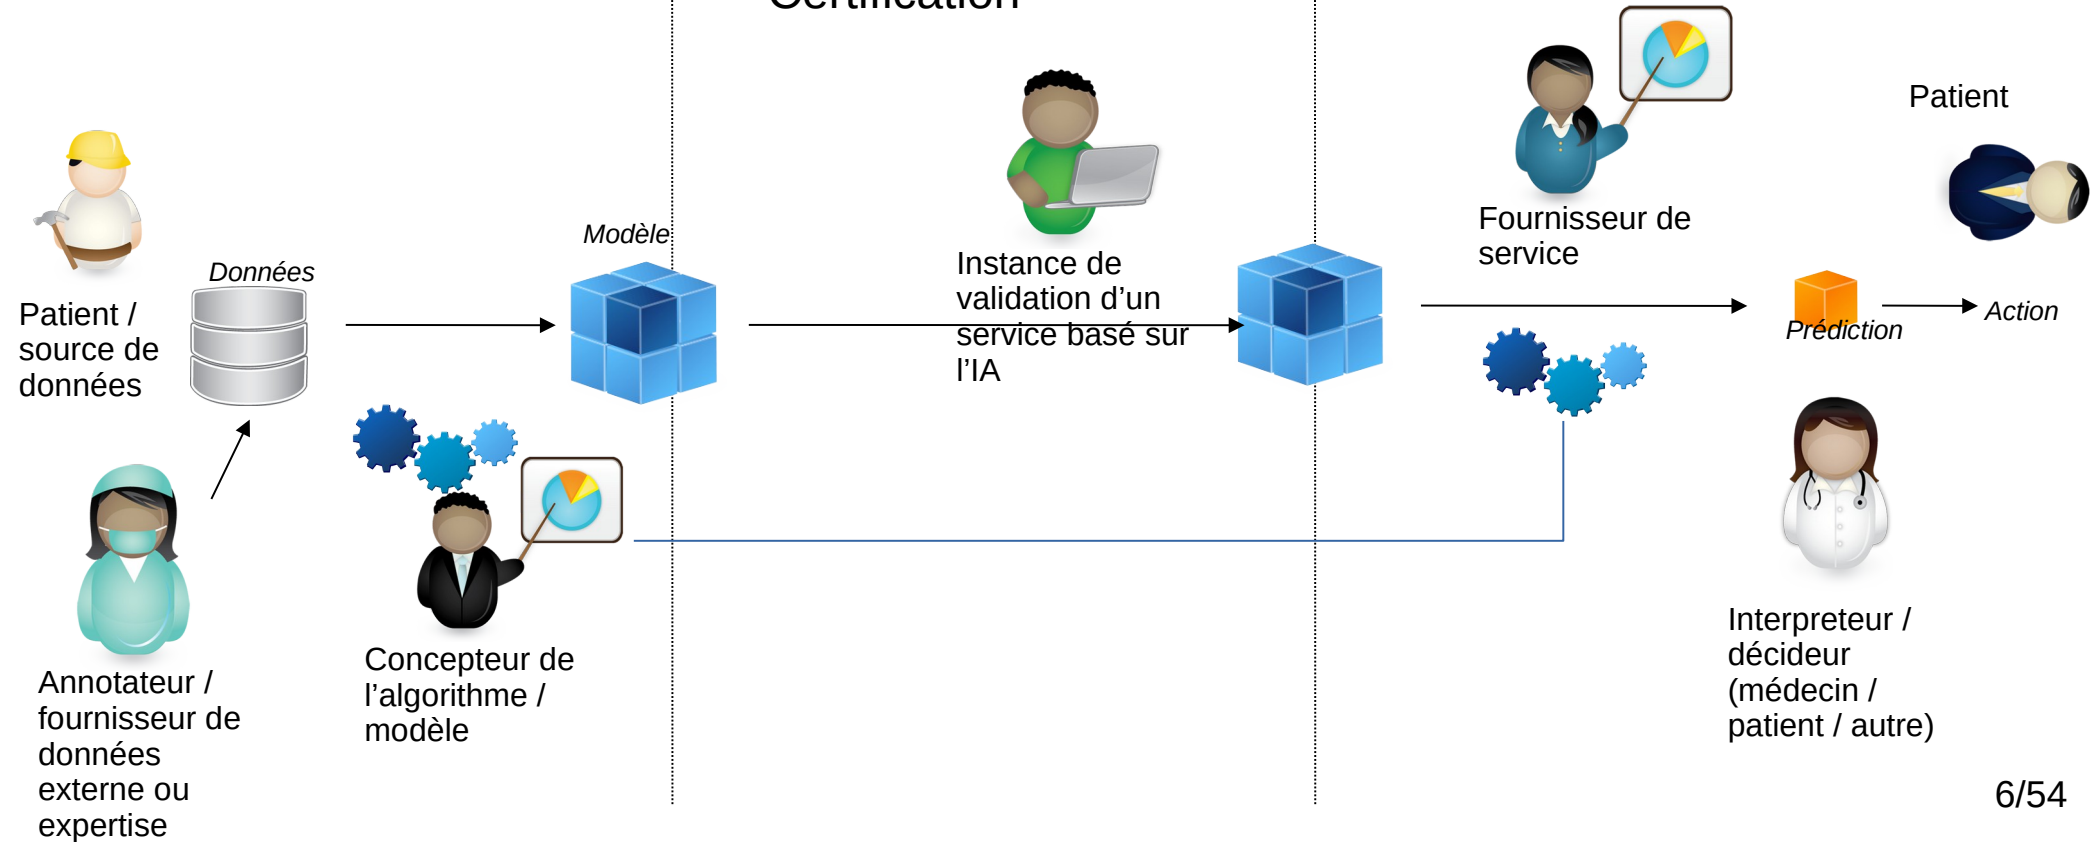 Certification
Patient
Fournisseur de
service
Modèle
Données
Instance de
validation d’un
service basé sur
l’IA
Patient /
source de
données
Action
Prédiction
Concepteur de
l’algorithme /
modèle
Interpreteur /
décideur
(médecin /
patient / autre)
Annotateur /
fournisseur de
données
externe ou
expertise
6/54